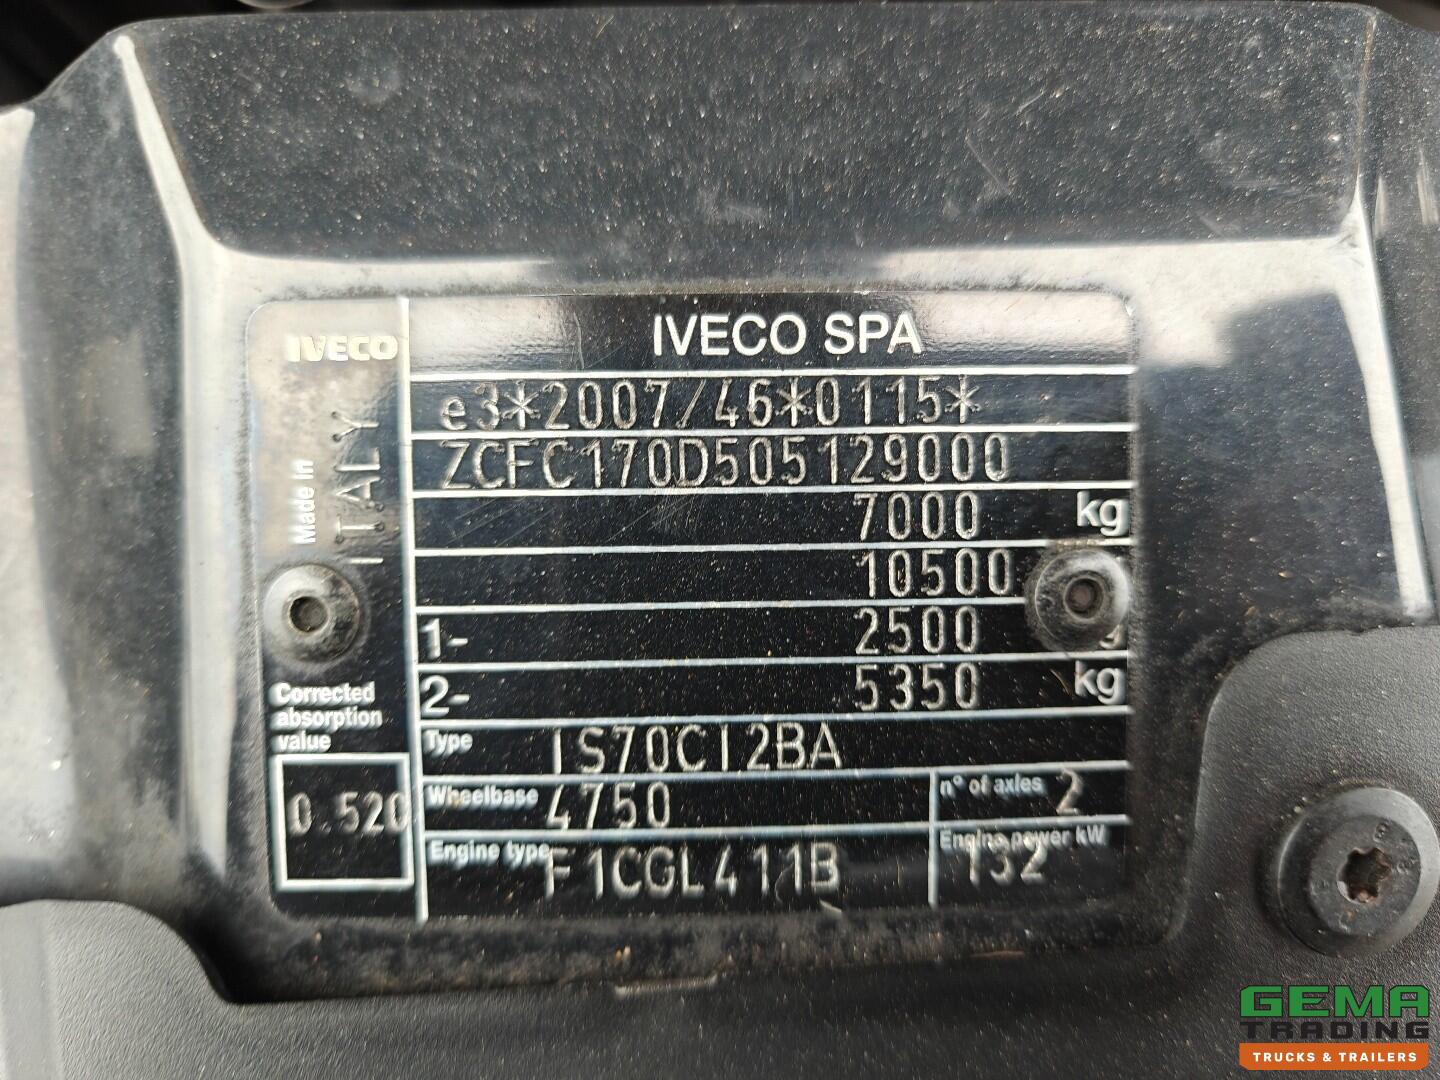 IVECO
IVECO SPA
Made in
ITALY
e3*2007/46*0115*
ZCFC170D505129000
7000 kg
10500
1- 2500
2- 5350 kg
Corrected
absorption
value
0.520
Type IS70CI2BA
Wheelbase 4750
n° of axles 2
Engine type F1CGL411B
Engine power kW 132
GEMA
TRADING
TRUCKS & TRAILERS